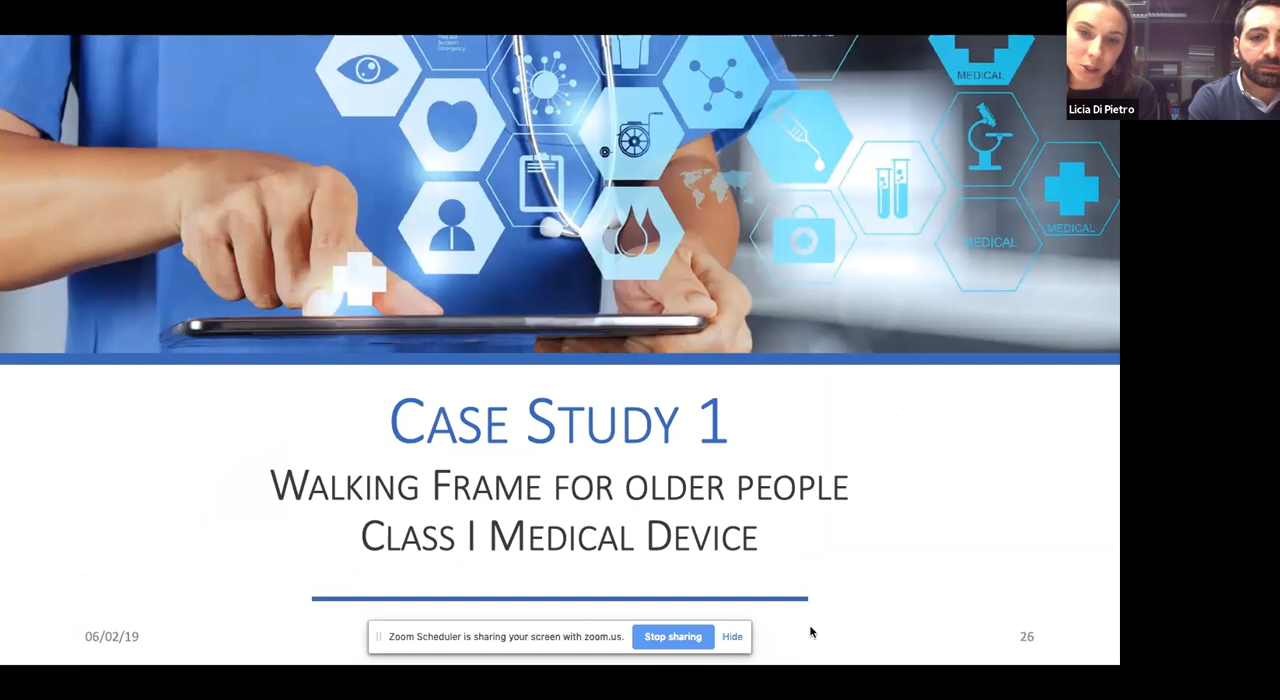 MEDICAL
Licia Di Pietro
MEDICAL
MEDICAL
CASE STUDY 1
WALKING FRAME FOR OLDER PEOPLE
CLASS I MEDICAL DEVICE
06/02/19
Zoom Scheduler is sharing your screen with zoom.us.
Stop sharing
Hide
26